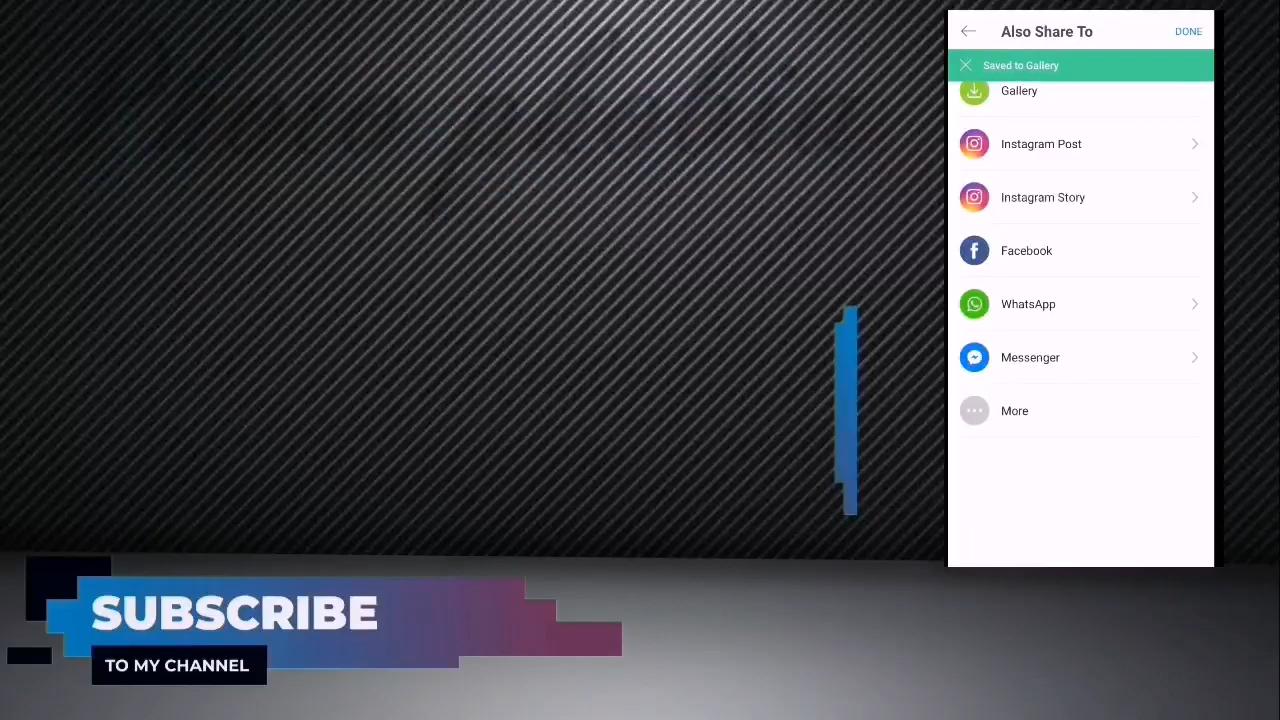 Also Share To
DONE
Saved to Gallery
Gallery
Instagram Post
Instagram Story
Facebook
WhatsApp
Messenger
More
SUBSCRIBE
TO MY CHANNEL